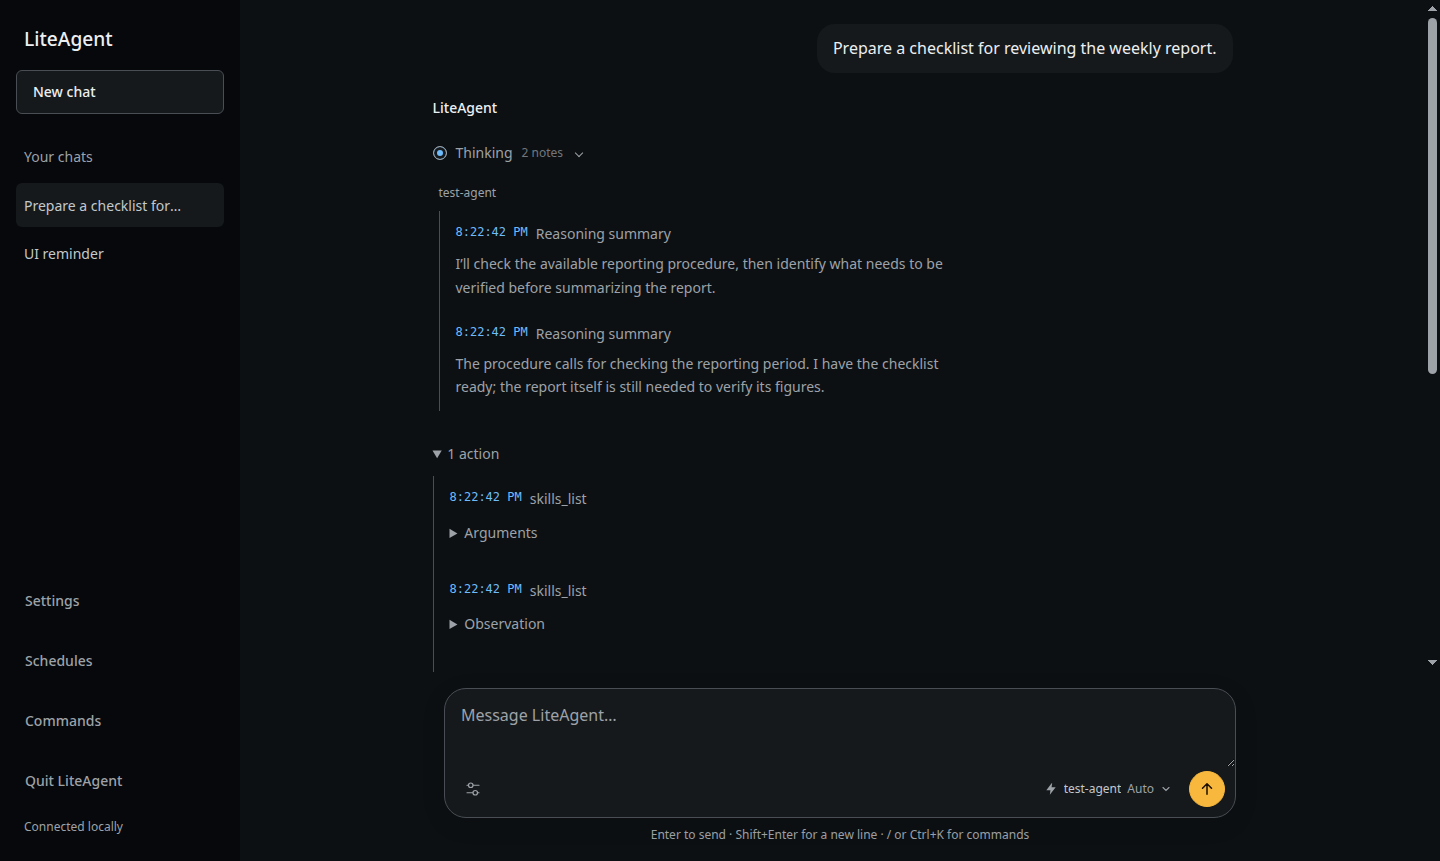 LiteAgent
New chat
Your chats
Prepare a checklist for...
UI reminder
Settings
Schedules
Commands
Quit LiteAgent
Connected locally
Prepare a checklist for reviewing the weekly report.
LiteAgent
Thinking 2 notes
test-agent
8:22:42 PM Reasoning summary
I'll check the available reporting procedure, then identify what needs to be
verified before summarizing the report.
8:22:42 PM Reasoning summary
The procedure calls for checking the reporting period. I have the checklist
ready; the report itself is still needed to verify its figures.
1 action
8:22:42 PM skills_list
Arguments
8:22:42 PM skills_list
Observation
Message LiteAgent...
test-agent Auto
Enter to send · Shift+Enter for a new line · / or Ctrl+K for commands